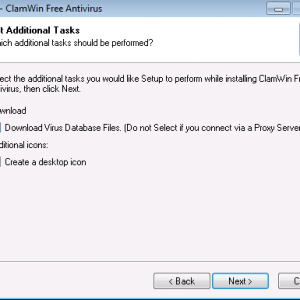 - ClamWin Free Antivirus
t Additional Tasks
hich additional tasks should be performed?
ect the additional tasks you would like Setup to perform while installing ClamWin Fr
tivirus, then click Next.
wnload
Download Virus Database Files. (Do not Select if you connect via a Proxy Server
ditional icons:
Create a desktop icon
< Back Next > C